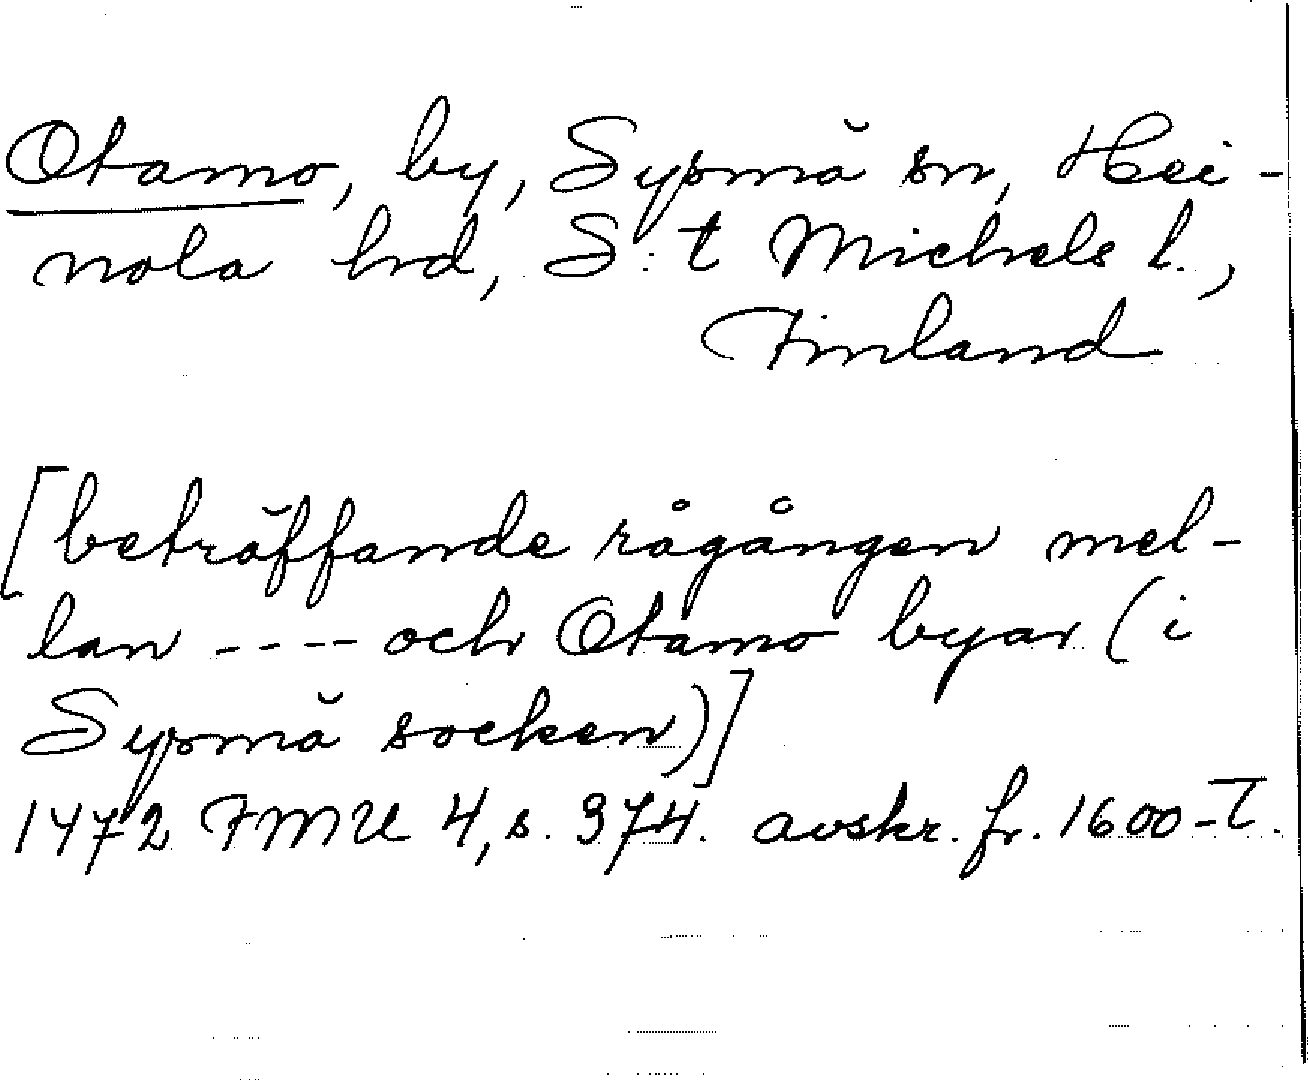 Otamo, by, Sysmä sn, Hei-
nola hrd, S:t Michels l.,
Finland
[beträffande rågången mel-
lan ---- och Otamo byar (i
Sysmä socken)]
1472 FMU 4, s. 374. avskr. fr. 1600-t.